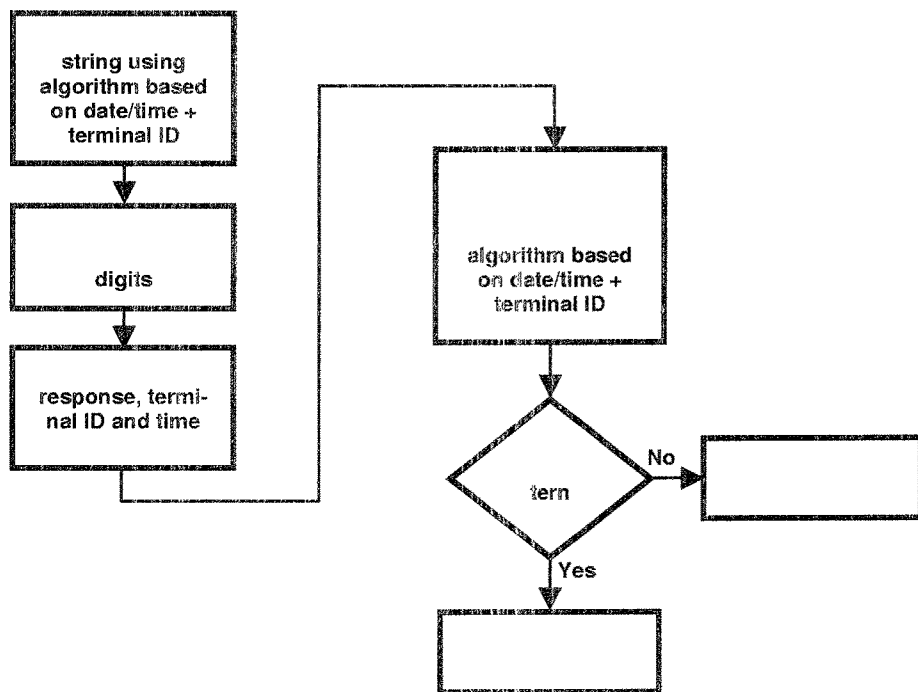 string using
algorithm based
on date/time +
terminal ID
digits
response, termi-
nal ID and time
algorithm based
on date/time +
terminal ID
tern
No
Yes